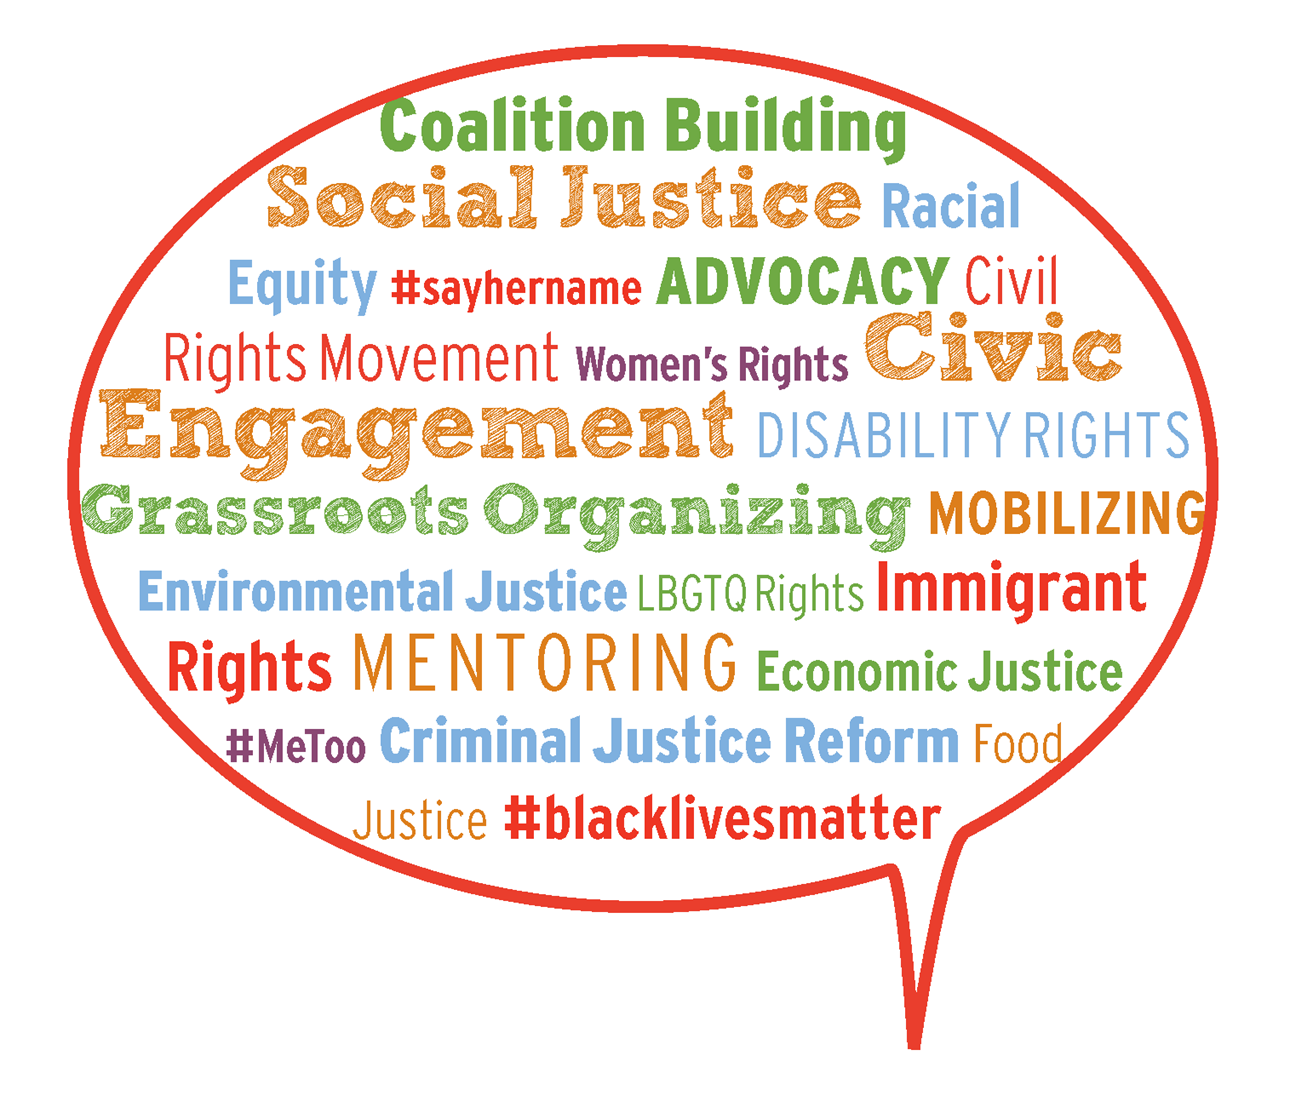 Coalition Building
Social Justice Racial
Equity #sayhername ADVOCACY Civil
Rights Movement Women's Rights Civic
Engagement DISABILITY RIGHTS
Grassroots Organizing MOBILIZING
Environmental Justice LBGTQ Rights Immigrant
Rights MENTORING Economic Justice
#MeToo Criminal Justice Reform Food
Justice #blacklivesmatter